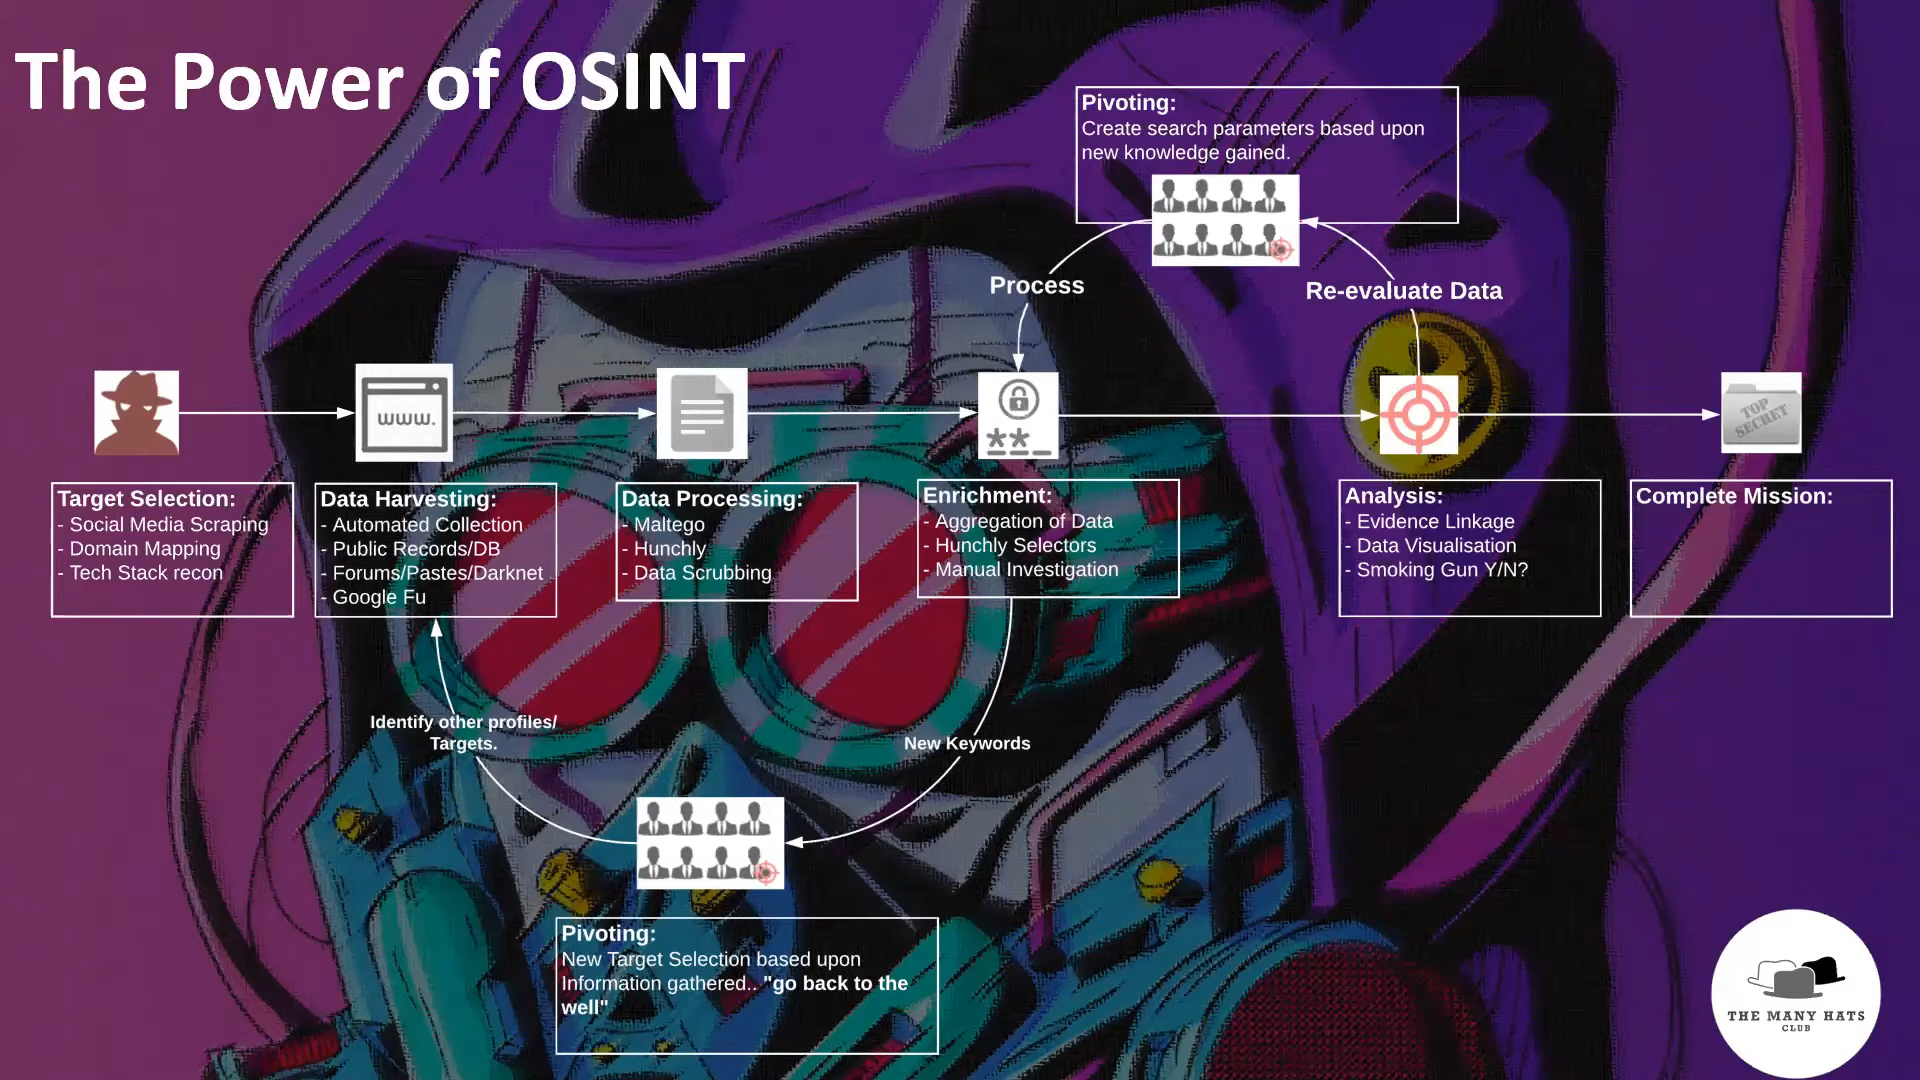 The Power of OSINT
Pivoting:
Create search parameters based upon
new knowledge gained.
Process
Re-evaluate Data
www.
**_
TOP
SECRET
Target Selection:
- Social Media Scraping
- Domain Mapping
- Tech Stack recon
Data Harvesting:
- Automated Collection
- Public Records/DB
- Forums/Pastes/Darknet
- Google Fu
Data Processing:
- Maltego
- Hunchly
- Data Scrubbing
Enrichment:
- Aggregation of Data
- Hunchly Selectors
- Manual Investigation
Analysis:
- Evidence Linkage
- Data Visualisation
- Smoking Gun Y/N?
Complete Mission:
Identify other profiles/
Targets.
New Keywords
Pivoting:
New Target Selection based upon
Information gathered.. "go back to the
well"
THE MANY HATS
CLUB